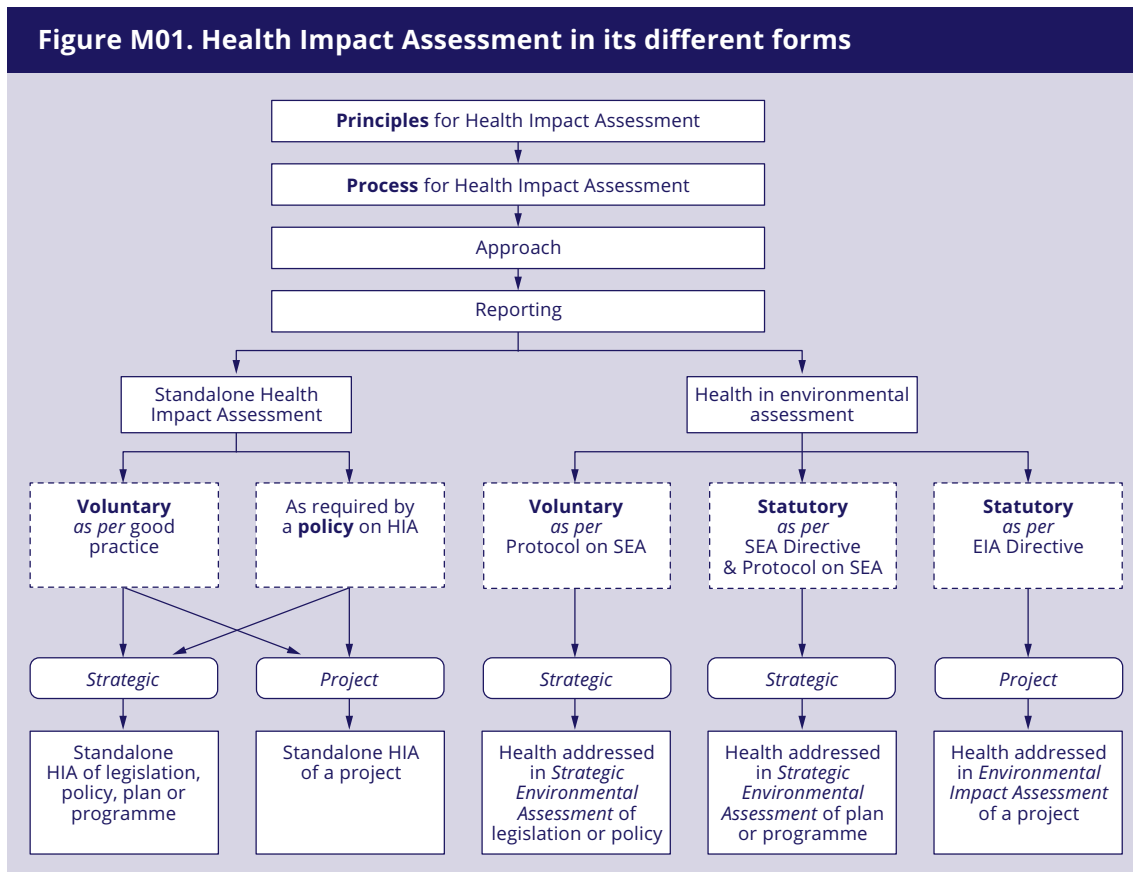 Figure M01. Health Impact Assessment in its different forms
Principles for Health Impact Assessment
Process for Health Impact Assessment
Approach
Reporting
Standalone Health
Impact Assessment
Health in environmental
assessment
Voluntary
as per good
practice
As required by
a policy on HIA
Voluntary
as per
Protocol on SEA
Statutory
as per
SEA Directive
& Protocol on SEA
Statutory
as per
EIA Directive
Strategic
Project
Strategic
Strategic
Project
Standalone
HIA of legislation,
policy, plan or
programme
Standalone HIA
of a project
Health addressed
in Strategic
Environmental
Assessment of
legislation or policy
Health addressed
in Strategic
Environmental
Assessment of plan
or programme
Health addressed
in Environmental
Impact Assessment
of a project